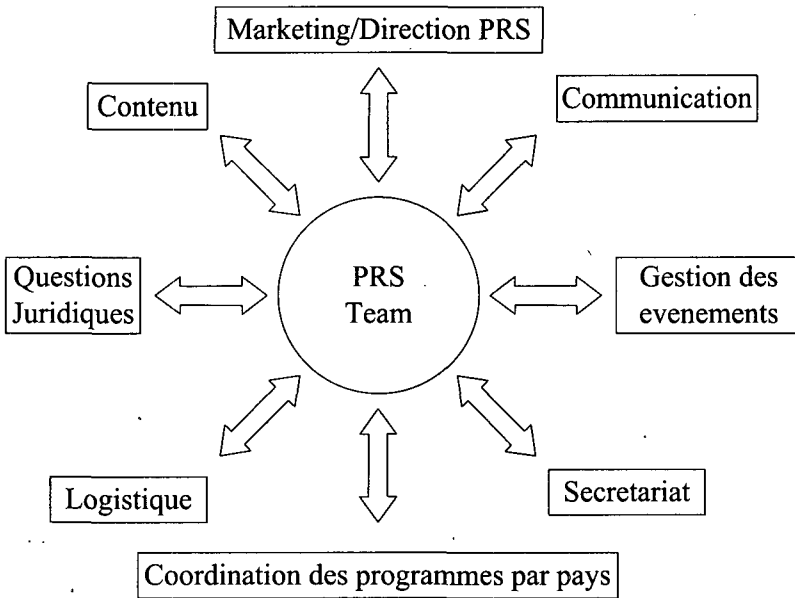 Marketing/Direction PRS
Contenu
Communication
Questions
Juridiques
PRS
Team
Gestion des
evenements
Logistique
Secretariat
Coordination des programmes par pays